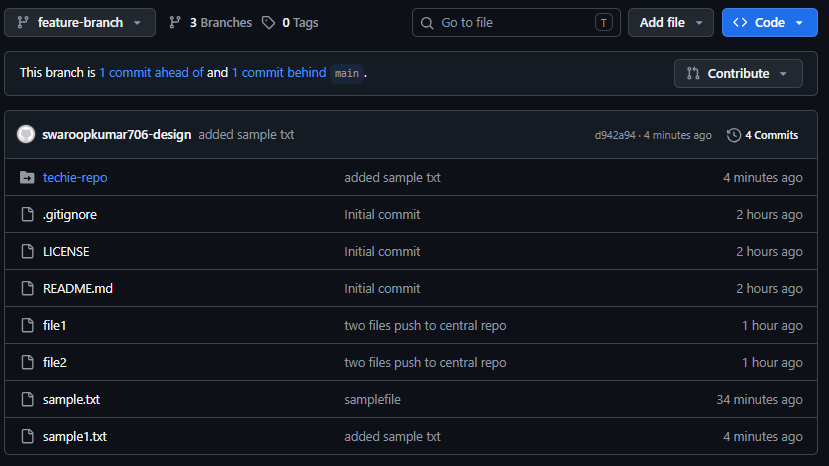 feature-branch 3 Branches 0 Tags Go to file T Add file Code
This branch is 1 commit ahead of and 1 commit behind main . Contribute
swaroopkumar706-design added sample txt d942a94 · 4 minutes ago 4 Commits
techie-repo added sample txt 4 minutes ago
.gitignore Initial commit 2 hours ago
LICENSE Initial commit 2 hours ago
README.md Initial commit 2 hours ago
file1 two files push to central repo 1 hour ago
file2 two files push to central repo 1 hour ago
sample.txt samplefile 34 minutes ago
sample1.txt added sample txt 4 minutes ago